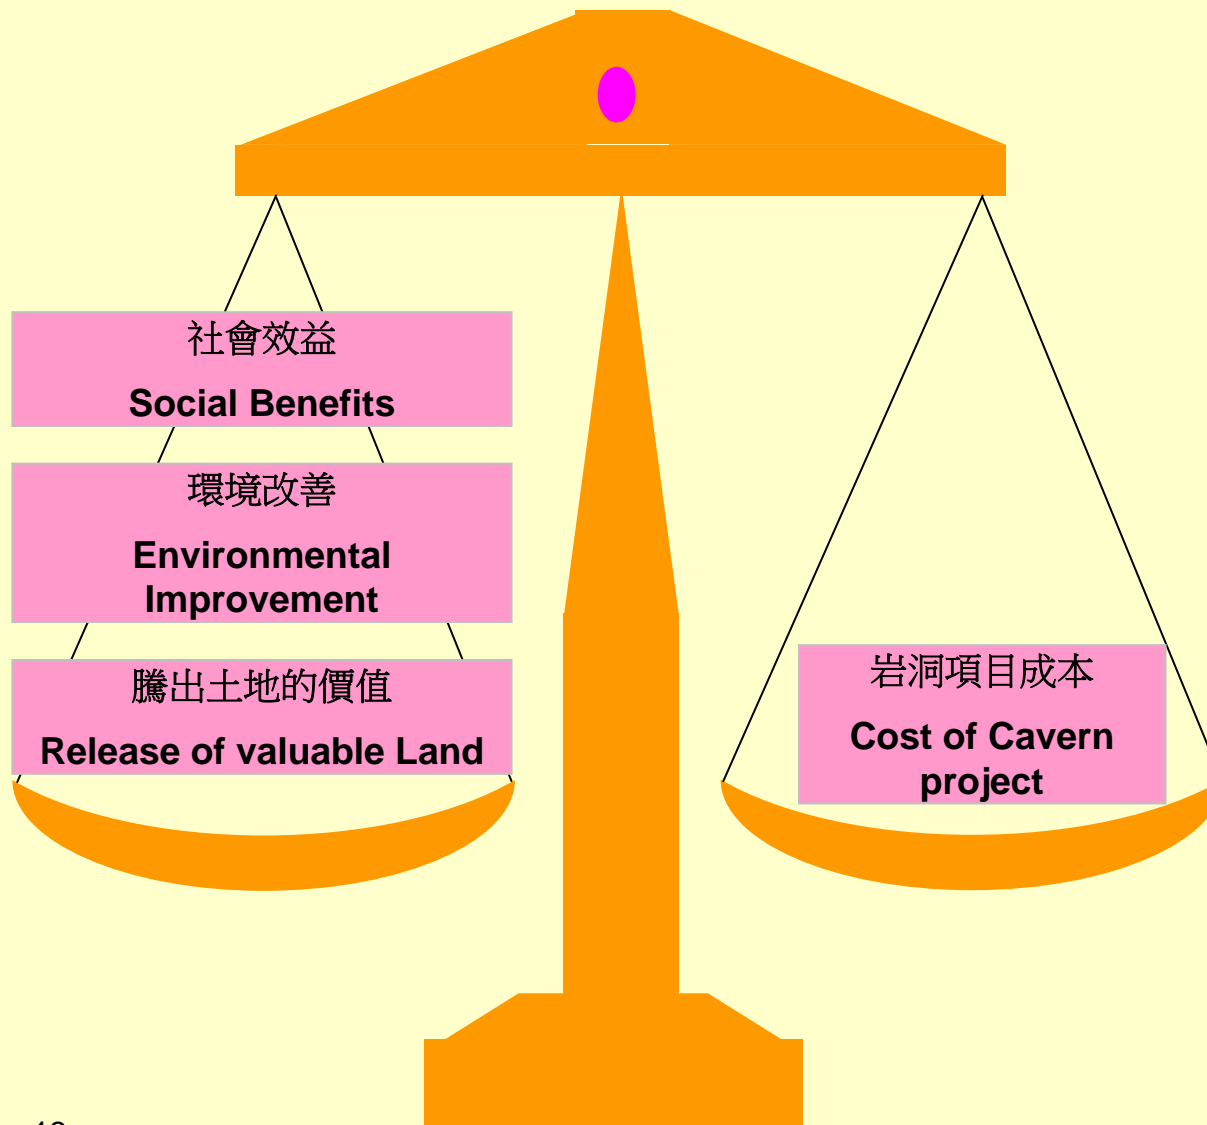 社會效益
Social Benefits
環境改善
Environmental
Improvement
騰出土地的價值
Release of valuable Land
岩洞項目成本
Cost of Cavern
project